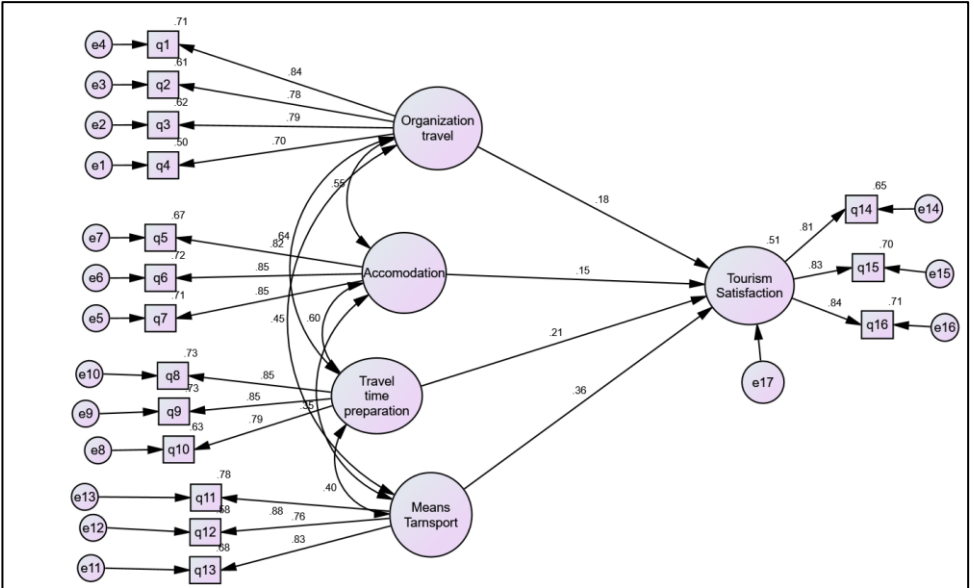 .71
e4 q1
.84
.61
e3 q2
.78
.62
e2 q3
.79
.50
e1 q4
.70
Organization
travel
.55
.18
.67
e7 q5
.64
.82
.72
e6 q6
.85
.71
e5 q7
.85
Accomodation
.15
.45
.60
.73
e10 q8
.85
.73
e9 q9
.85
.35
.63
e8 q10
.79
Travel
time
preparation
.21
.40
.78
e13 q11
.88
.58
e12 q12
.76
.68
e11 q13
.83
Means
Tarnsport
.36
.51
Tourism
Satisfaction
e17
.65
.81
q14 e14
.70
.83
q15 e15
.84
.71
q16 e16